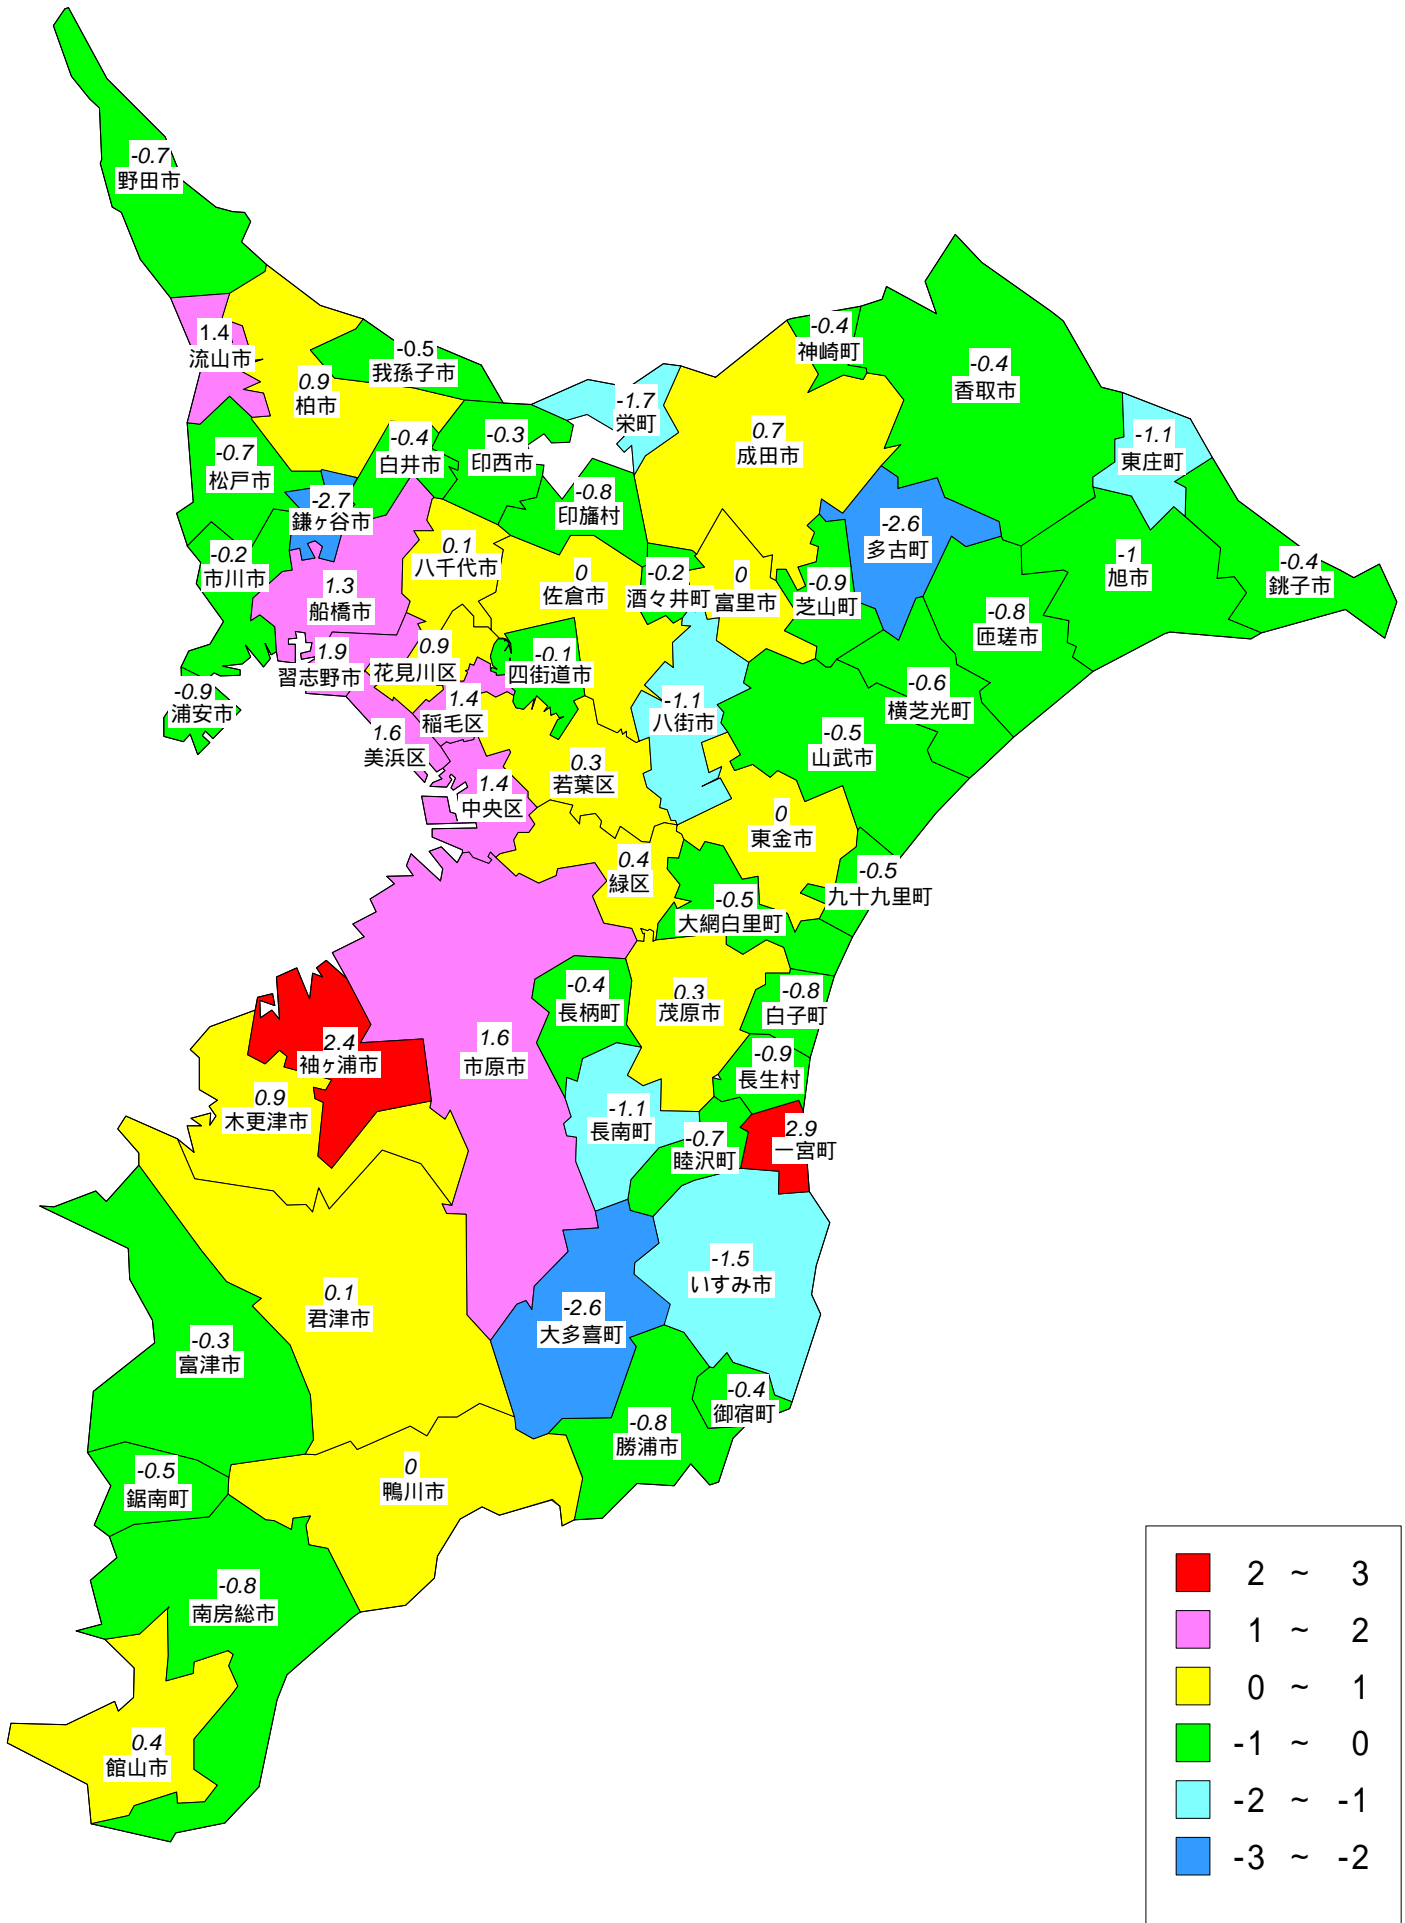 -0.7
野田市
1.4
流山市
-0.5
我孫子市
0.9
柏市
-0.4
神崎町
-0.4
香取市
-1.7
栄町
-0.7
松戸市
-0.4
白井市
-0.3
印西市
0.7
成田市
-1.1
東庄町
-2.7
鎌ヶ谷市
-0.8
印旛村
-2.6
多古町
-0.2
市川市
0.1
八千代市
0
佐倉市
-0.2
酒々井町
0
富里市
-0.9
芝山町
-1
旭市
-0.4
銚子市
1.3
船橋市
-0.8
匝瑳市
1.9
習志野市
0.9
花見川区
-0.1
四街道市
-0.9
浦安市
1.4
稲毛区
-1.1
八街市
-0.6
横芝光町
1.6
美浜区
-0.5
山武市
1.4
中央区
0.3
若葉区
0
東金市
0.4
緑区
-0.5
大網白里町
-0.5
九十九里町
-0.4
長柄町
0.3
茂原市
-0.8
白子町
2.4
袖ヶ浦市
1.6
市原市
-0.9
長生村
0.9
木更津市
-1.1
長南町
-0.7
睦沢町
2.9
一宮町
-1.5
いすみ市
0.1
君津市
-2.6
大多喜町
-0.3
富津市
-0.4
御宿町
-0.8
勝浦市
-0.5
鋸南町
0
鴨川市
-0.8
南房総市
0.4
館山市
2 ~ 3
1 ~ 2
0 ~ 1
-1 ~ 0
-2 ~ -1
-3 ~ -2